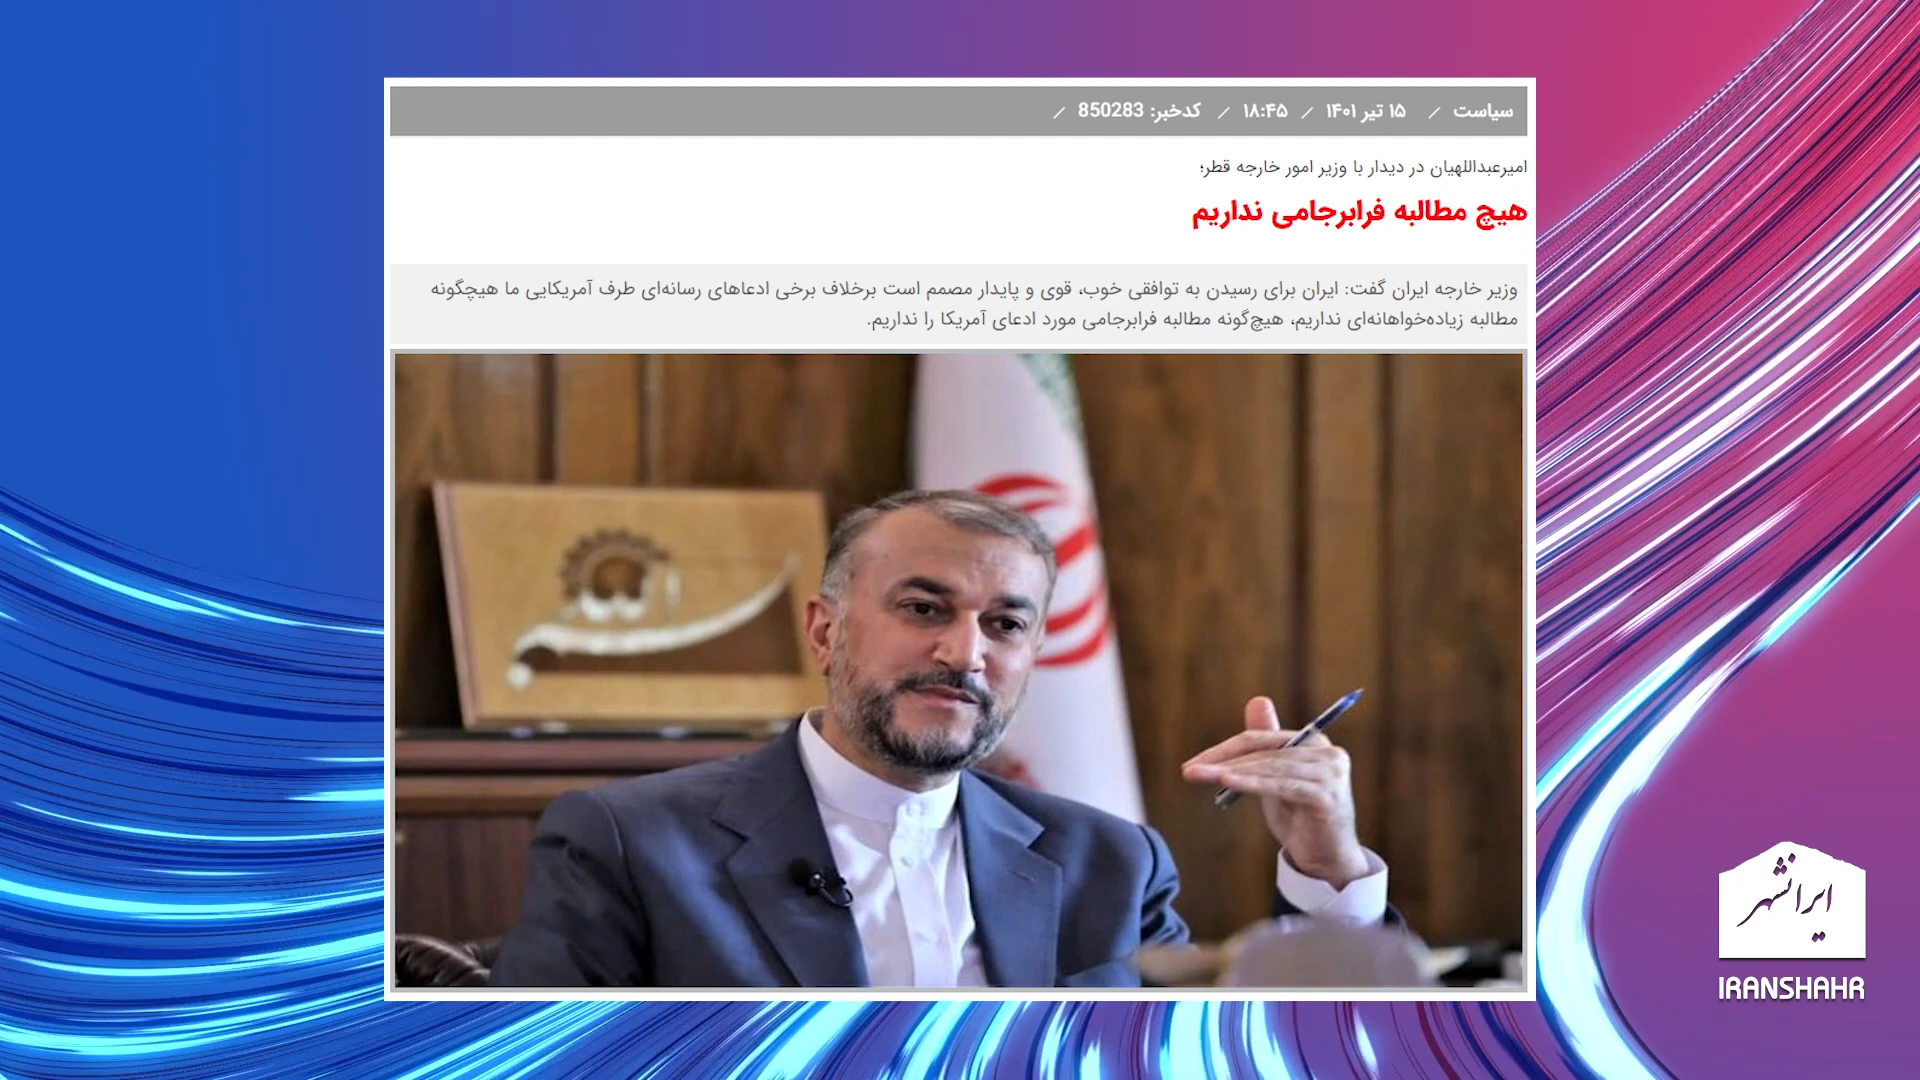 سیاست ⁄ ۱۵ تیر ۱۴۰۱ ⁄ ۱۸:۴۵ ⁄ کدخبر: 850283 ⁄
امیرعبداللهیان در دیدار با وزیر امور خارجه قطر؛
هیچ مطالبه فرابرجامی نداریم
وزیر خارجه ایران گفت: ایران برای رسیدن به توافقی خوب، قوی و پایدار مصمم است برخلاف برخی ادعاهای رسانه‌ای طرف آمریکایی ما هیچگونه
مطالبه زیاده‌خواهانه‌ای نداریم، هیچ‌گونه مطالبه فرابرجامی مورد ادعای آمریکا را نداریم.
ایرانشهر
IRANSHAHR